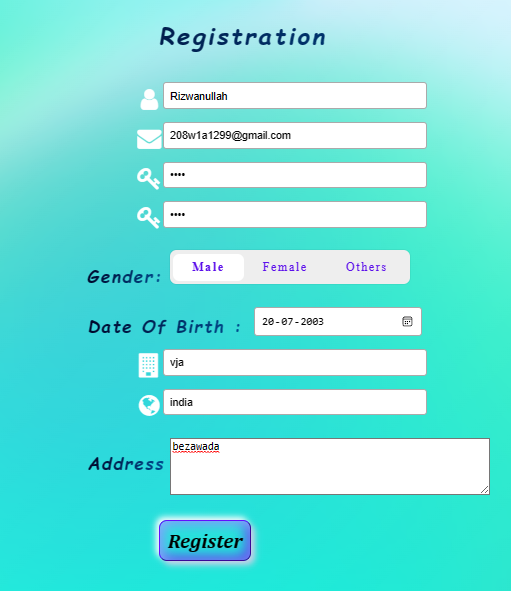 Registration
Rizwanullah
208w1a1299@gmail.com
••••
••••
Gender: Male Female Others
Date Of Birth : 20-07-2003
vja
india
Address bezawada
Register